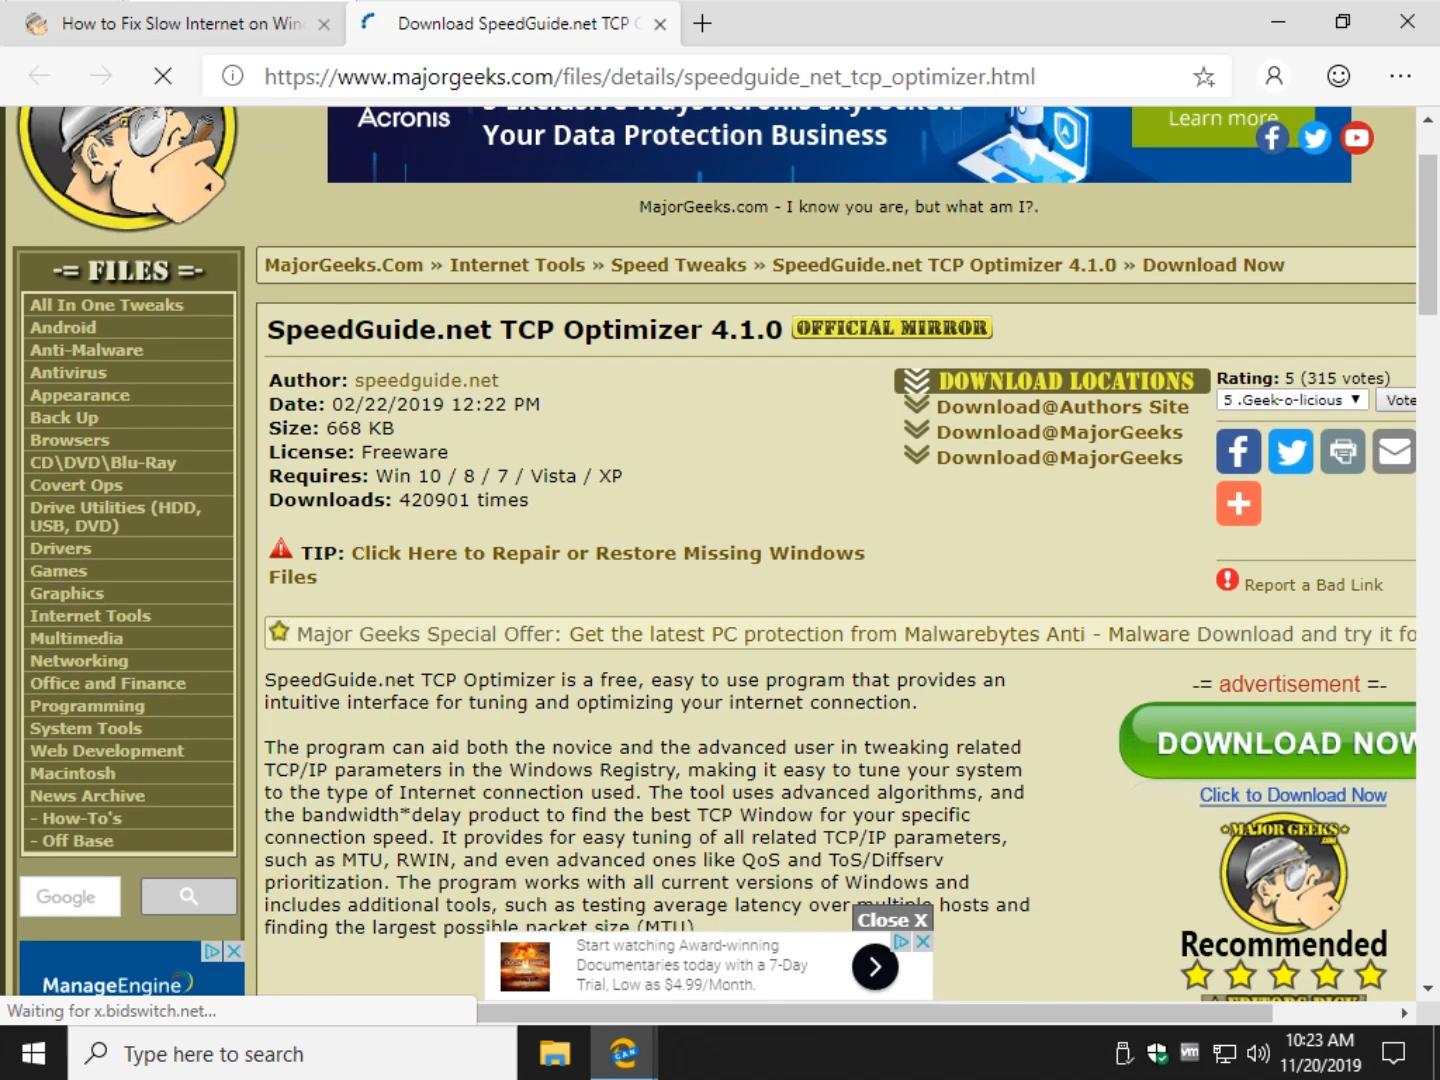 How to Fix Slow Internet on Win
Download SpeedGuide.net TCP
https://www.majorgeeks.com/files/details/speedguide_net_tcp_optimizer.html
Acronis
Your Data Protection Business
Learn more
MajorGeeks.com - I know you are, but what am I?.
-= FILES =-
All In One Tweaks
Android
Anti-Malware
Antivirus
Appearance
Back Up
Browsers
CD\DVD\Blu-Ray
Covert Ops
Drive Utilities (HDD,
USB, DVD)
Drivers
Games
Graphics
Internet Tools
Multimedia
Networking
Office and Finance
Programming
System Tools
Web Development
Macintosh
News Archive
- How-To's
- Off Base
Google
ManageEngine
MajorGeeks.Com » Internet Tools » Speed Tweaks » SpeedGuide.net TCP Optimizer 4.1.0 » Download Now
SpeedGuide.net TCP Optimizer 4.1.0 OFFICIAL MIRROR
Author: speedguide.net
Date: 02/22/2019 12:22 PM
Size: 668 KB
License: Freeware
Requires: Win 10 / 8 / 7 / Vista / XP
Downloads: 420901 times
TIP: Click Here to Repair or Restore Missing Windows
Files
DOWNLOAD LOCATIONS
Download@Authors Site
Download@MajorGeeks
Download@MajorGeeks
Rating: 5 (315 votes)
5 .Geek-o-licious
Vote
Report a Bad Link
Major Geeks Special Offer: Get the latest PC protection from Malwarebytes Anti - Malware Download and try it fo
SpeedGuide.net TCP Optimizer is a free, easy to use program that provides an
intuitive interface for tuning and optimizing your internet connection.
The program can aid both the novice and the advanced user in tweaking related
TCP/IP parameters in the Windows Registry, making it easy to tune your system
to the type of Internet connection used. The tool uses advanced algorithms, and
the bandwidth*delay product to find the best TCP Window for your specific
connection speed. It provides for easy tuning of all related TCP/IP parameters,
such as MTU, RWIN, and even advanced ones like QoS and ToS/Diffserv
prioritization. The program works with all current versions of Windows and
includes additional tools, such as testing average latency over multiple hosts and
finding the largest possible packet size (MTU)
-= advertisement =-
DOWNLOAD NOW
Click to Download Now
MAJOR GEEKS .COM
Recommended
EDITORS PICK
Close X
Start watching Award-winning
Documentaries today with a 7-Day
Trial, Low as $4.99/Month.
Waiting for x.bidswitch.net...
Type here to search
CAN
vm
10:23 AM
11/20/2019